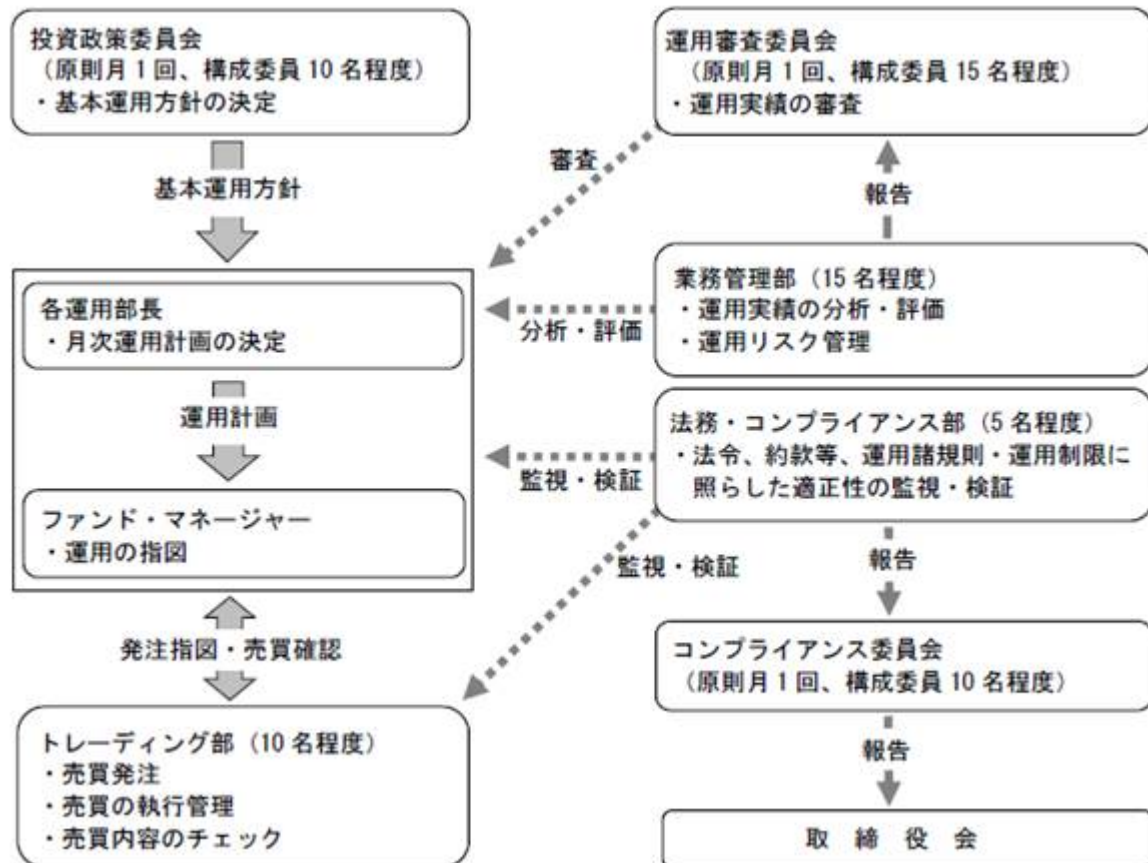 投資政策委員会
（原則月1回、構成委員10名程度）
・基本運用方針の決定
基本運用方針
各運用部長
・月次運用計画の決定
運用計画
ファンド・マネージャー
・運用の指図
発注指図・売買確認
トレーディング部（10名程度）
・売買発注
・売買の執行管理
・売買内容のチェック
運用審査委員会
（原則月1回、構成委員15名程度）
・運用実績の審査
審査
報告
業務管理部（15名程度）
・運用実績の分析・評価
・運用リスク管理
分析・評価
法務・コンプライアンス部（5名程度）
・法令、約款等、運用諸規則・運用制限に
照らした適正性の監視・検証
監視・検証
監視・検証
報告
コンプライアンス委員会
（原則月1回、構成委員10名程度）
報告
取締役会